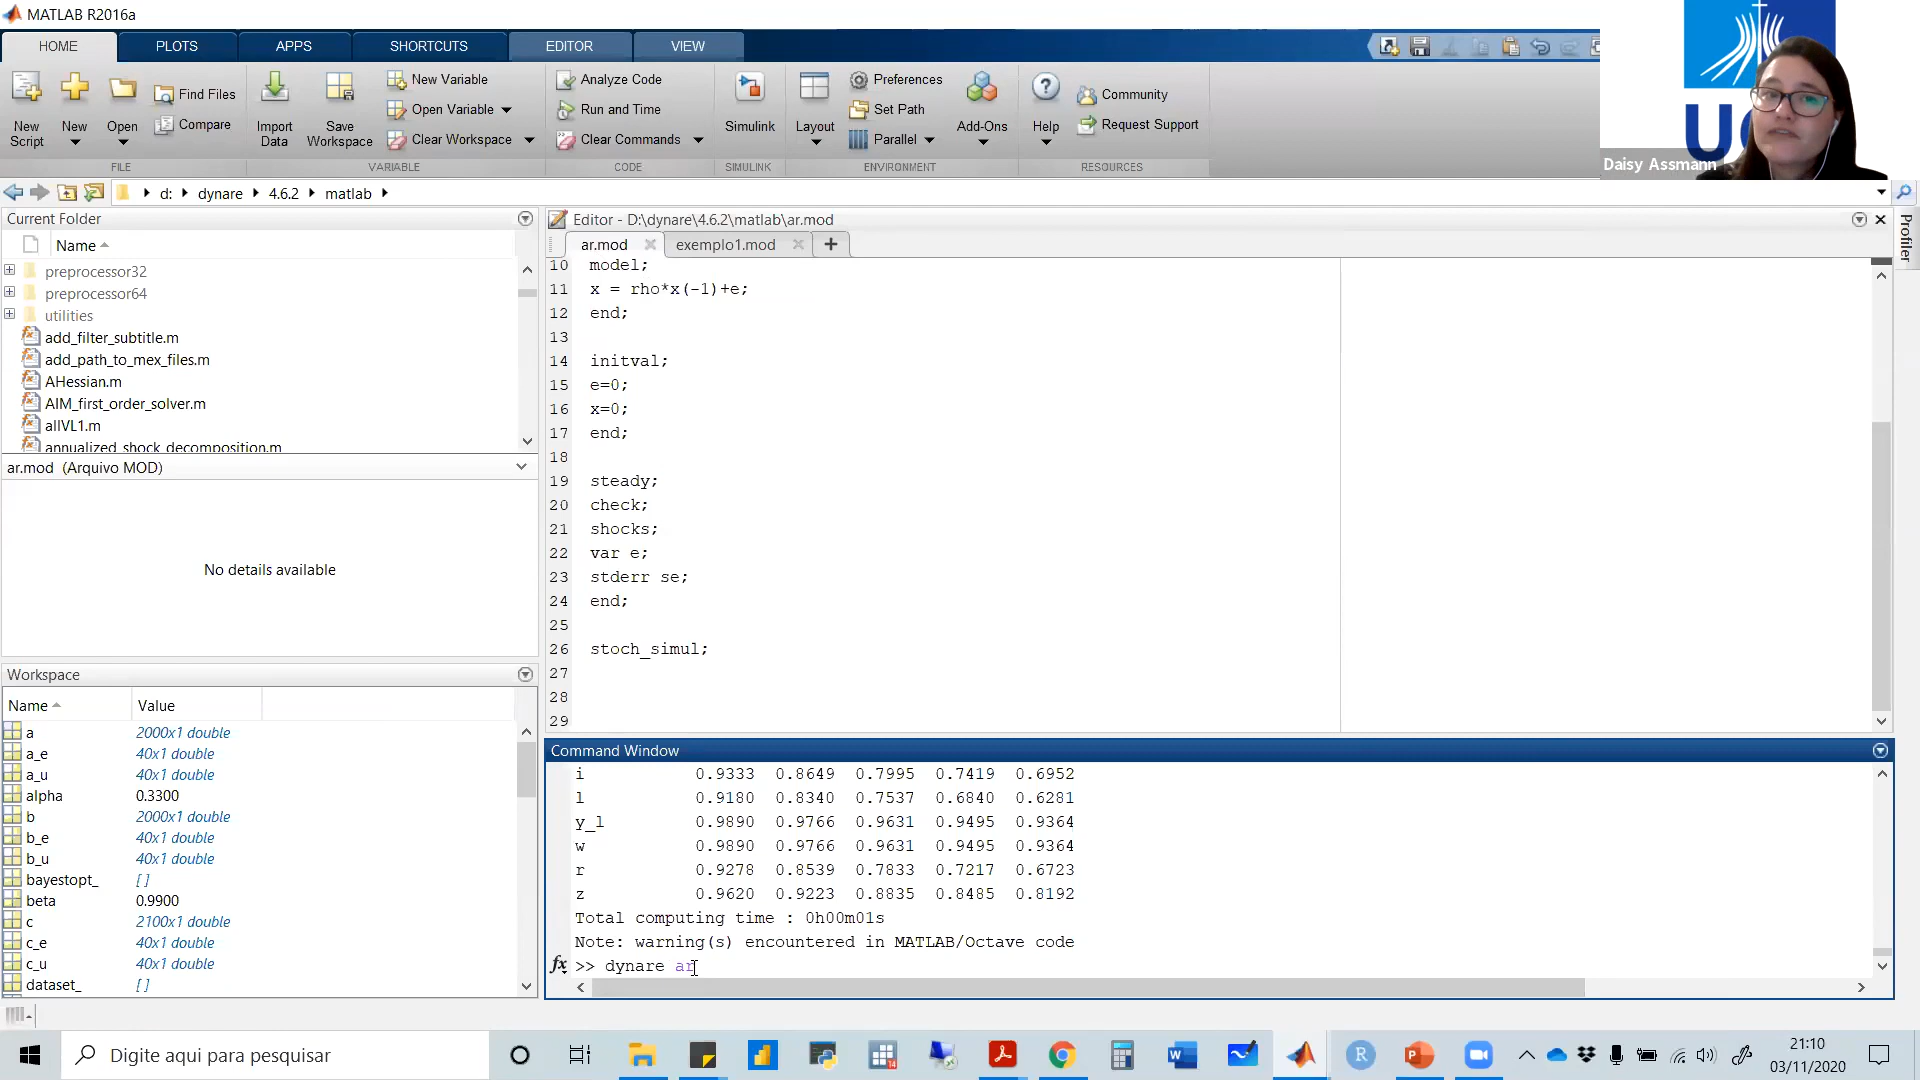 MATLAB R2016a
HOME PLOTS APPS SHORTCUTS EDITOR VIEW
New Script
New
Open
Find Files
Compare
FILE
Import Data
Save Workspace
New Variable
Open Variable
Clear Workspace
VARIABLE
Analyze Code
Run and Time
Clear Commands
CODE
Simulink
SIMULINK
Layout
Preferences
Set Path
Parallel
Add-Ons
ENVIRONMENT
Help
Community
Request Support
RESOURCES
Daisy Assmann
d: dynare 4.6.2 matlab
Current Folder
Name
preprocessor32
preprocessor64
utilities
add_filter_subtitle.m
add_path_to_mex_files.m
AHessian.m
AIM_first_order_solver.m
allVL1.m
annualized_shock_decomposition.m
ar.mod (Arquivo MOD)
No details available
Workspace
Name Value
a 2000x1 double
a_e 40x1 double
a_u 40x1 double
alpha 0.3300
b 2000x1 double
b_e 40x1 double
b_u 40x1 double
bayestopt_ []
beta 0.9900
c 2100x1 double
c_e 40x1 double
c_u 40x1 double
dataset_ []
Editor - D:\dynare\4.6.2\matlab\ar.mod
ar.mod exemplo1.mod
10 model;
11 x = rho*x(-1)+e;
12 end;
13
14 initval;
15 e=0;
16 x=0;
17 end;
18
19 steady;
20 check;
21 shocks;
22 var e;
23 stderr se;
24 end;
25
26 stoch_simul;
27
28
29
Profiler
Command Window
i 0.9333 0.8649 0.7995 0.7419 0.6952
l 0.9180 0.8340 0.7537 0.6840 0.6281
y_l 0.9890 0.9766 0.9631 0.9495 0.9364
w 0.9890 0.9766 0.9631 0.9495 0.9364
r 0.9278 0.8539 0.7833 0.7217 0.6723
z 0.9620 0.9223 0.8835 0.8485 0.8192
Total computing time : 0h00m01s
Note: warning(s) encountered in MATLAB/Octave code
fx >> dynare ar
Digite aqui para pesquisar
21:10
03/11/2020